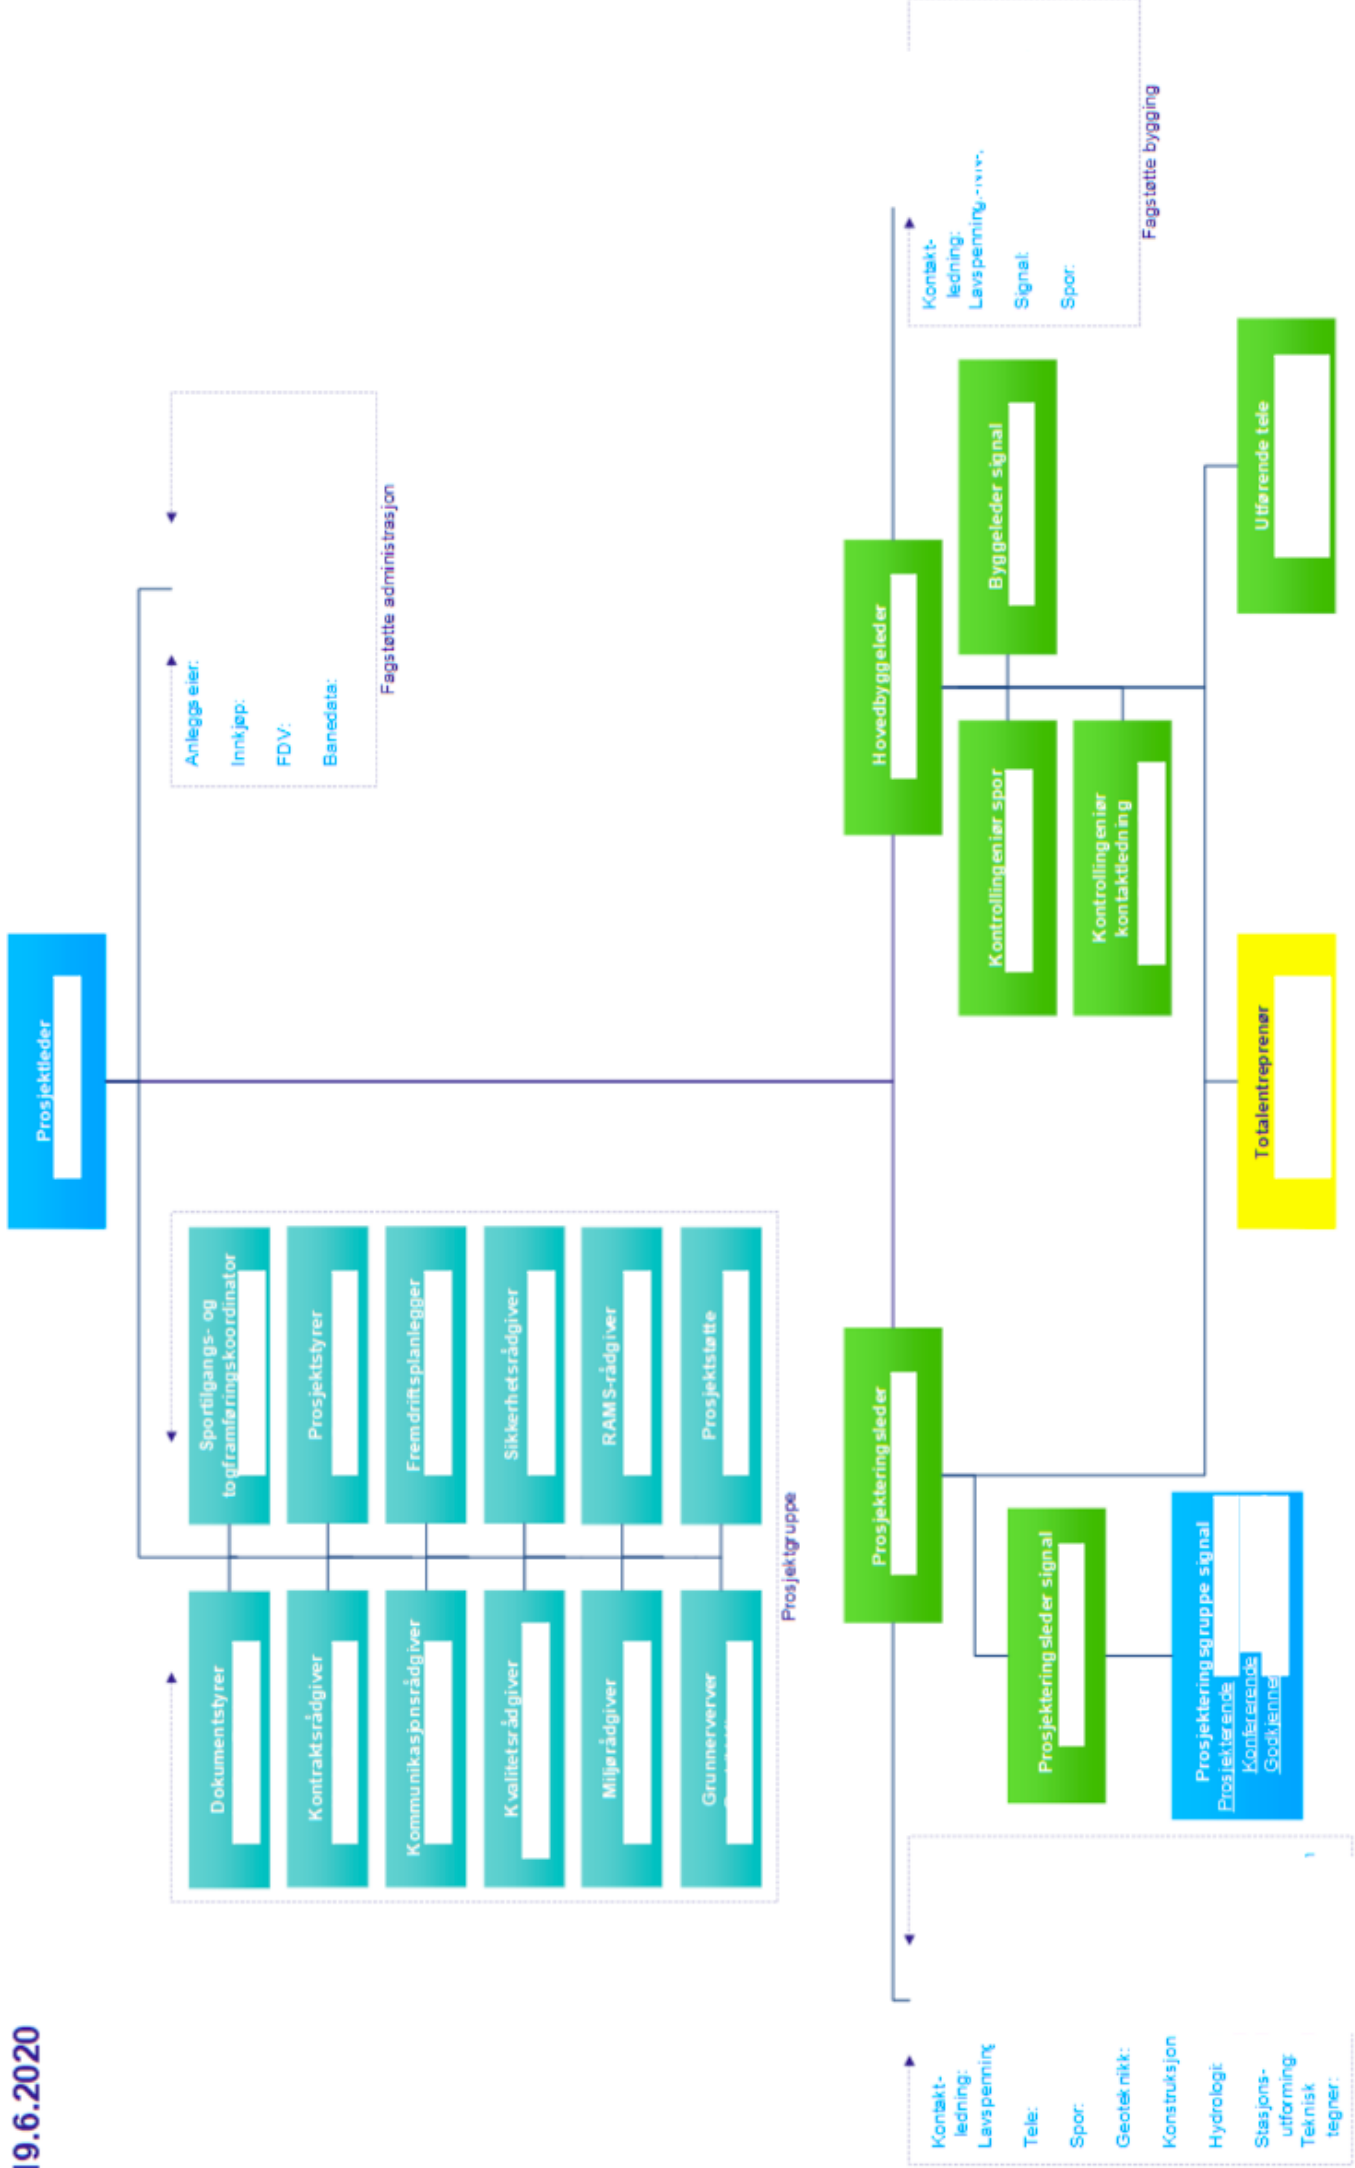 19.6.2020
Prosjektleder
Dokumentstyrer
Sportilgangs- og
togframføringskoordinator
Kontraktsrådgiver
Prosjektstyrer
Kommunikasjonsrådgiver
Fremdriftsplanlegger
Kvalitetsrådgiver
Sikkerhetsrådgiver
Miljørådgiver
RAMS-rådgiver
Grunnerverver
Prosjektstøtte
Prosjektgruppe
Anleggseier:
Innkjøp:
FDV:
Banedata:
Fagstøtte administrasjon
Prosjekteringsleder
Hovedbyggeleder
Kontakt-
ledning:
Lavspenning
Tele:
Spor:
Geoteknikk:
Konstruksjon
Hydrologi:
Stasjons-
utforming:
Teknisk
tegner:
Prosjekteringsleder signal
Prosjekteringsgruppe signal
Prosjekterende
Konfererende
Godkjenner
Kontrollingeniør spor
Byggeleder signal
Kontrollingeniør
kontaktledning
Totalentreprenør
Utførende tele
Kontakt-
ledning:
Lavspenning
Signal:
Spor:
Fagstøtte bygging